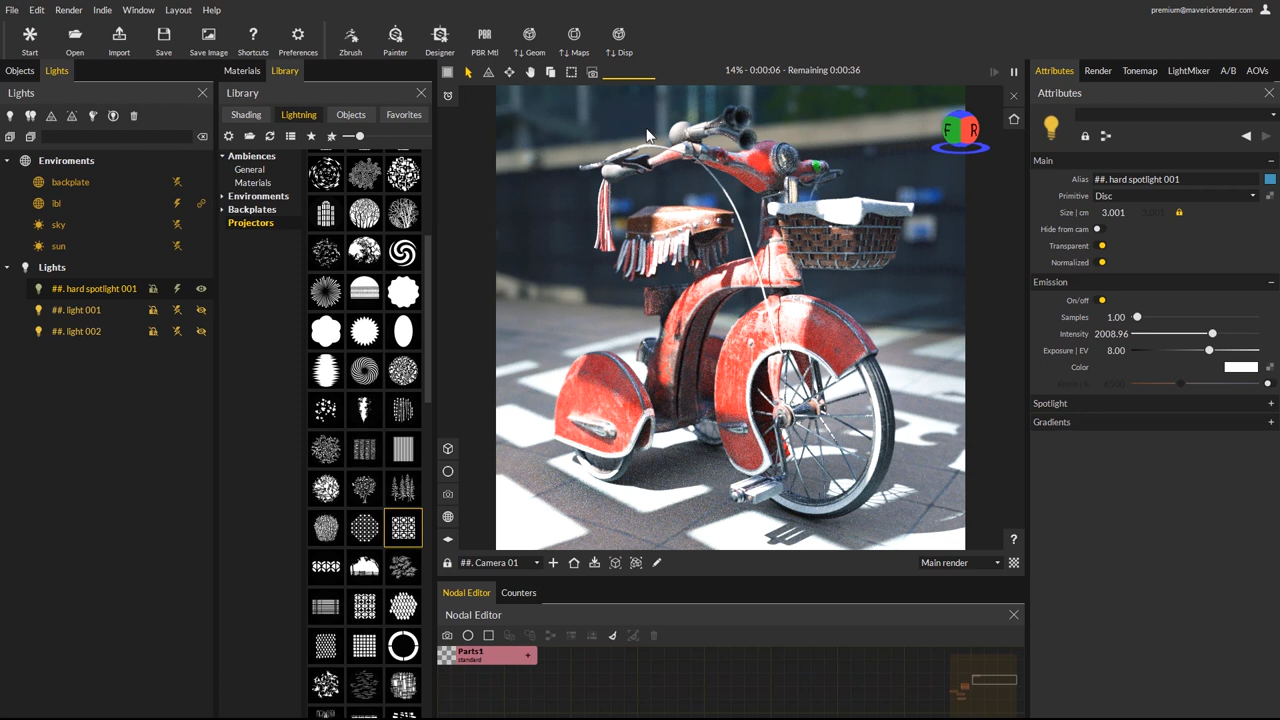 File Edit Render Indie Window Layout Help
premium@maverickrender.com
Start Open Import Save Save Image Shortcuts Preferences Zbrush Painter Designer PBR Mtl ↑↓ Geom ↑↓ Maps ↑↓ Disp
PBR
Objects Lights
Materials Library
14% - 0:00:06 - Remaining 0:00:36
Attributes Render Tonemap LightMixer A/B AOVs
Lights
Library
Attributes
Shading Lightning Objects Favorites
Enviroments
backplate
ibl
sky
sun
Lights
##. hard spotlight 001
##. light 001
##. light 002
Ambiences
General
Materials
Environments
Backplates
Projectors
F R
Main
Alias ##. hard spotlight 001
Primitive Disc
Size | cm 3.001 3.001
Hide from cam
Transparent
Normalized
Emission
On/off
Samples 1.00
Intensity 2008.96
Exposure | EV 8.00
Color
Spotlight
Gradients
##. Camera 01
Main render
Nodal Editor Counters
Nodal Editor
Parts1
standard